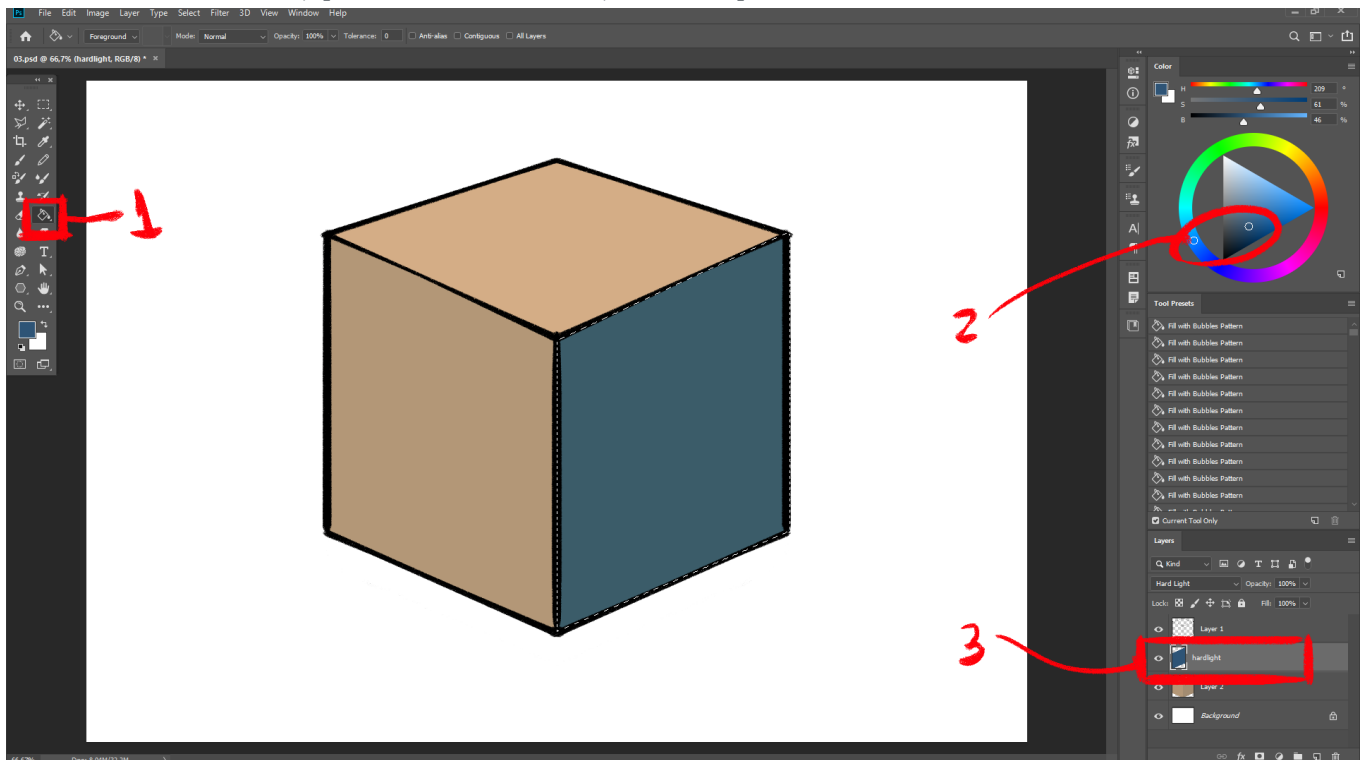 Ps File Edit Image Layer Type Select Filter 3D View Window Help
Foreground Mode: Normal Opacity: 100% Tolerance: 0 Anti-alias Contiguous All Layers
03.psd @ 66,7% (hardlight, RGB/8) * ×
1
T
2
3
Color
H 209 °
S 61 %
B 46 %
Tool Presets
Fill with Bubbles Pattern
Fill with Bubbles Pattern
Fill with Bubbles Pattern
Fill with Bubbles Pattern
Fill with Bubbles Pattern
Fill with Bubbles Pattern
Fill with Bubbles Pattern
Fill with Bubbles Pattern
Fill with Bubbles Pattern
Fill with Bubbles Pattern
Fill with Bubbles Pattern
Current Tool Only
Layers
Kind
Hard Light Opacity: 100%
Lock: Fill: 100%
Layer 1
hardlight
Layer 2
Background
fx